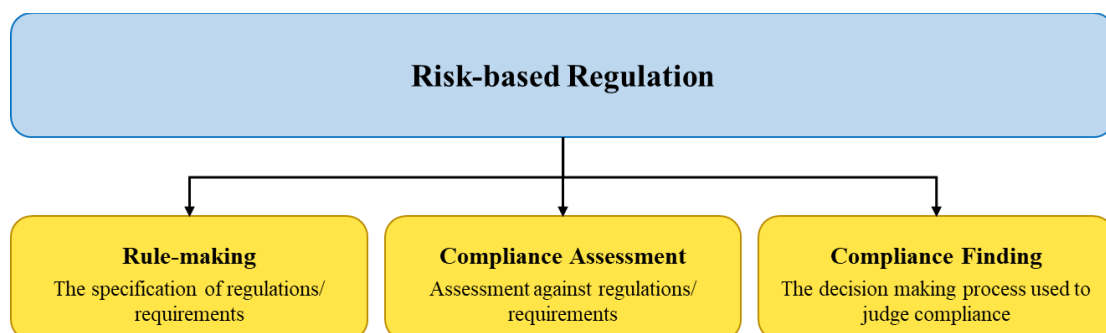 Risk-based Regulation
Rule-making
The specification of regulations/
requirements
Compliance Assessment
Assessment against regulations/
requirements
Compliance Finding
The decision making process used to
judge compliance